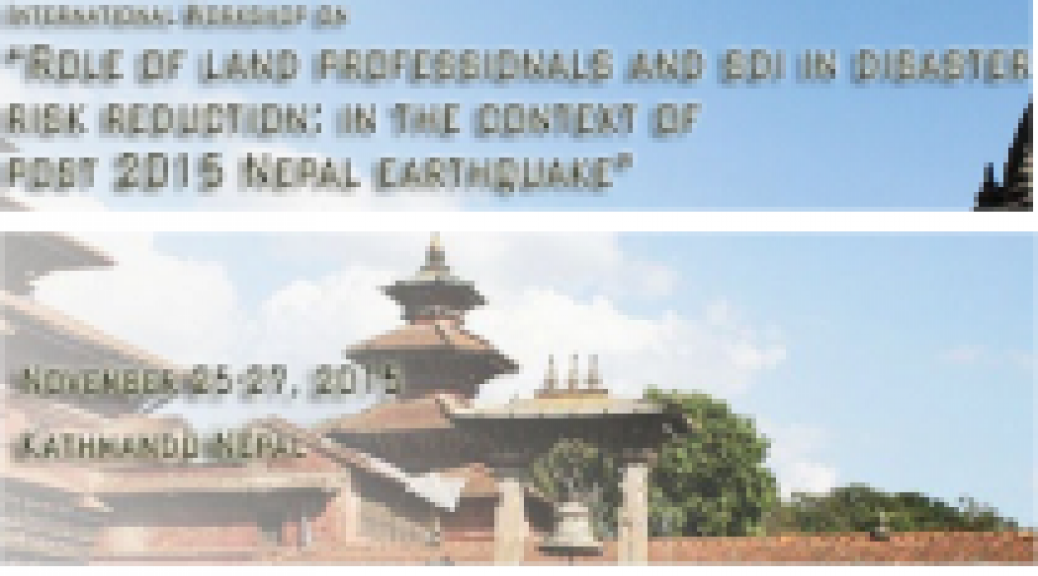 International Workshop on
"Role of land professionals and SDI in disaster
risk reduction: in the context of
post 2015 Nepal earthquake"
November 25-27, 2015
Kathmandu Nepal